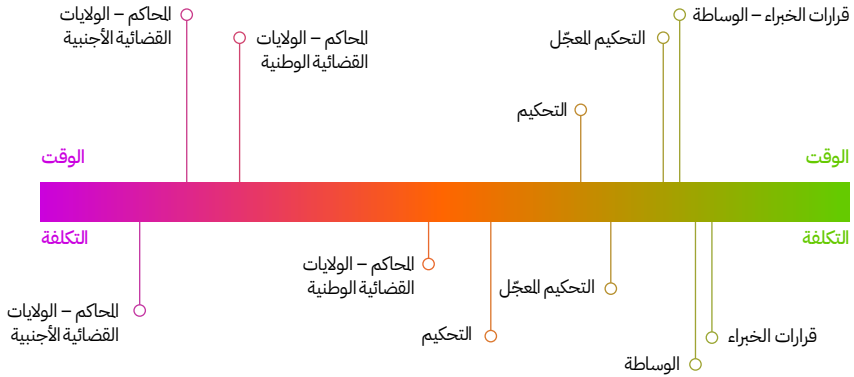 قرارات الخبراء – الوساطة
المحاكم – الولايات
القضائية الأجنبية
التحكيم المعجّل
المحاكم – الولايات
القضائية الوطنية
التحكيم
الوقت
الوقت
التكلفة
التكلفة
المحاكم – الولايات
القضائية الوطنية
التحكيم المعجّل
المحاكم – الولايات
القضائية الأجنبية
قرارات الخبراء
التحكيم
الوساطة